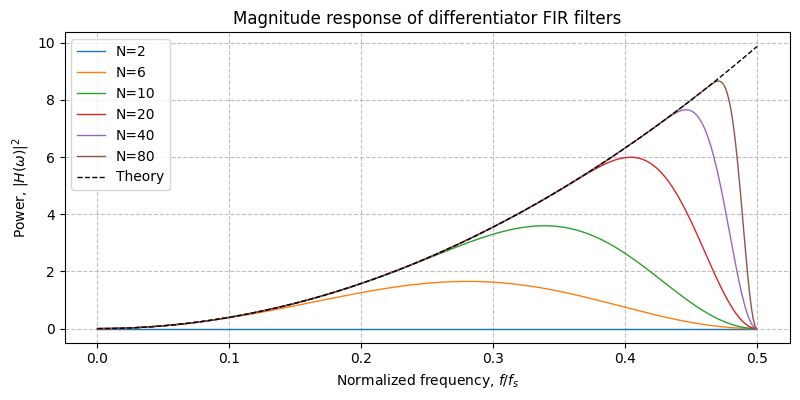 Magnitude response of differentiator FIR filters
Power, |H(ω)|²
10
8
6
4
2
0
N=2
N=6
N=10
N=20
N=40
N=80
Theory
0.0 0.1 0.2 0.3 0.4 0.5
Normalized frequency, f/fₛ